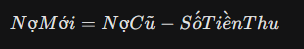 NợMới = NợCũ − SốTiềnThu